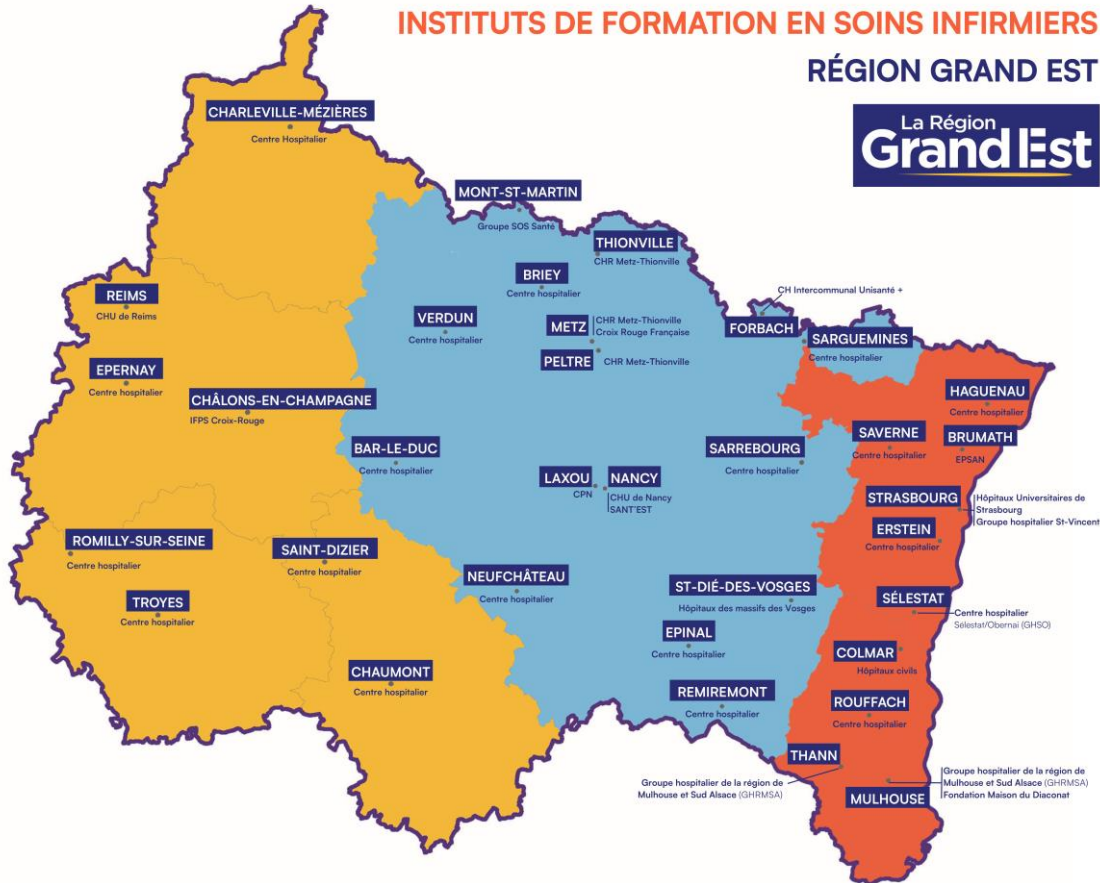 INSTITUTS DE FORMATION EN SOINS INFIRMIERS
RÉGION GRAND EST
La Région
GrandEst
CHARLEVILLE-MÉZIÈRES
Centre Hospitalier
MONT-ST-MARTIN
Groupe SOS Santé
THIONVILLE
CHR Metz-Thionville
BRIEY
Centre hospitalier
REIMS
CHU de Reims
VERDUN
Centre hospitalier
METZ
CHR Metz-Thionville
Croix Rouge Française
PELTRE
CHR Metz-Thionville
CH Intercommunal Unisanté +
FORBACH
SARGUEMINES
Centre hospitalier
EPERNAY
Centre hospitalier
CHÂLONS-EN-CHAMPAGNE
IFPS Croix-Rouge
HAGUENAU
Centre hospitalier
BAR-LE-DUC
Centre hospitalier
SARREBOURG
Centre hospitalier
SAVERNE
Centre hospitalier
BRUMATH
EPSAN
LAXOU
CPN
NANCY
CHU de Nancy
SANT'EST
STRASBOURG
Hôpitaux Universitaires de
Strasbourg
Groupe hospitalier St-Vincent
ERSTEIN
Centre hospitalier
ROMILLY-SUR-SEINE
Centre hospitalier
SAINT-DIZIER
Centre hospitalier
NEUFCHÂTEAU
Centre hospitalier
ST-DIÉ-DES-VOSGES
Hôpitaux des massifs des Vosges
TROYES
Centre hospitalier
SÉLESTAT
Centre hospitalier
Sélestat/Obernai (GHSO)
EPINAL
Centre hospitalier
COLMAR
Hôpitaux civils
CHAUMONT
Centre hospitalier
REMIREMONT
Centre hospitalier
ROUFFACH
Centre hospitalier
THANN
Groupe hospitalier de la région de
Mulhouse et Sud Alsace (GHRMSA)
MULHOUSE
Groupe hospitalier de la région de
Mulhouse et Sud Alsace (GHRMSA)
Fondation Maison du Diaconat